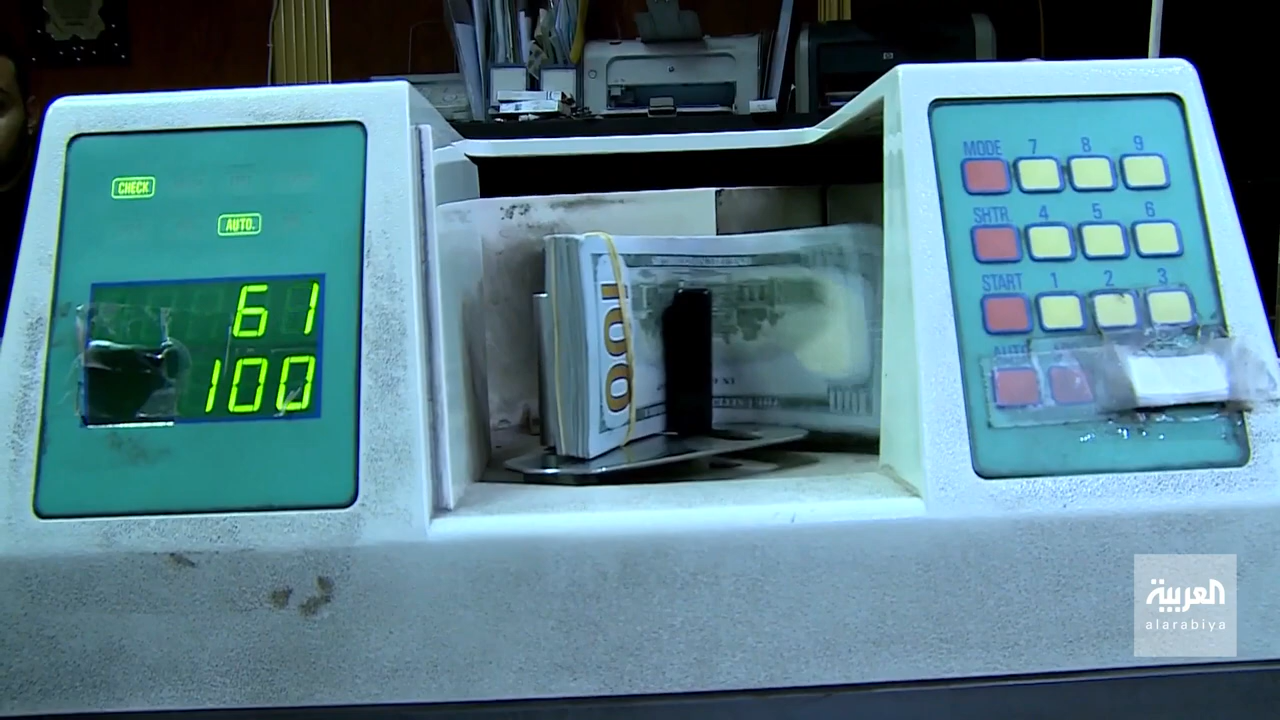 CHECK
AUTO.
61
100
100
MODE 7 8 9
SHTR. 4 5 6
START 1 2 3
العربية
alarabiya